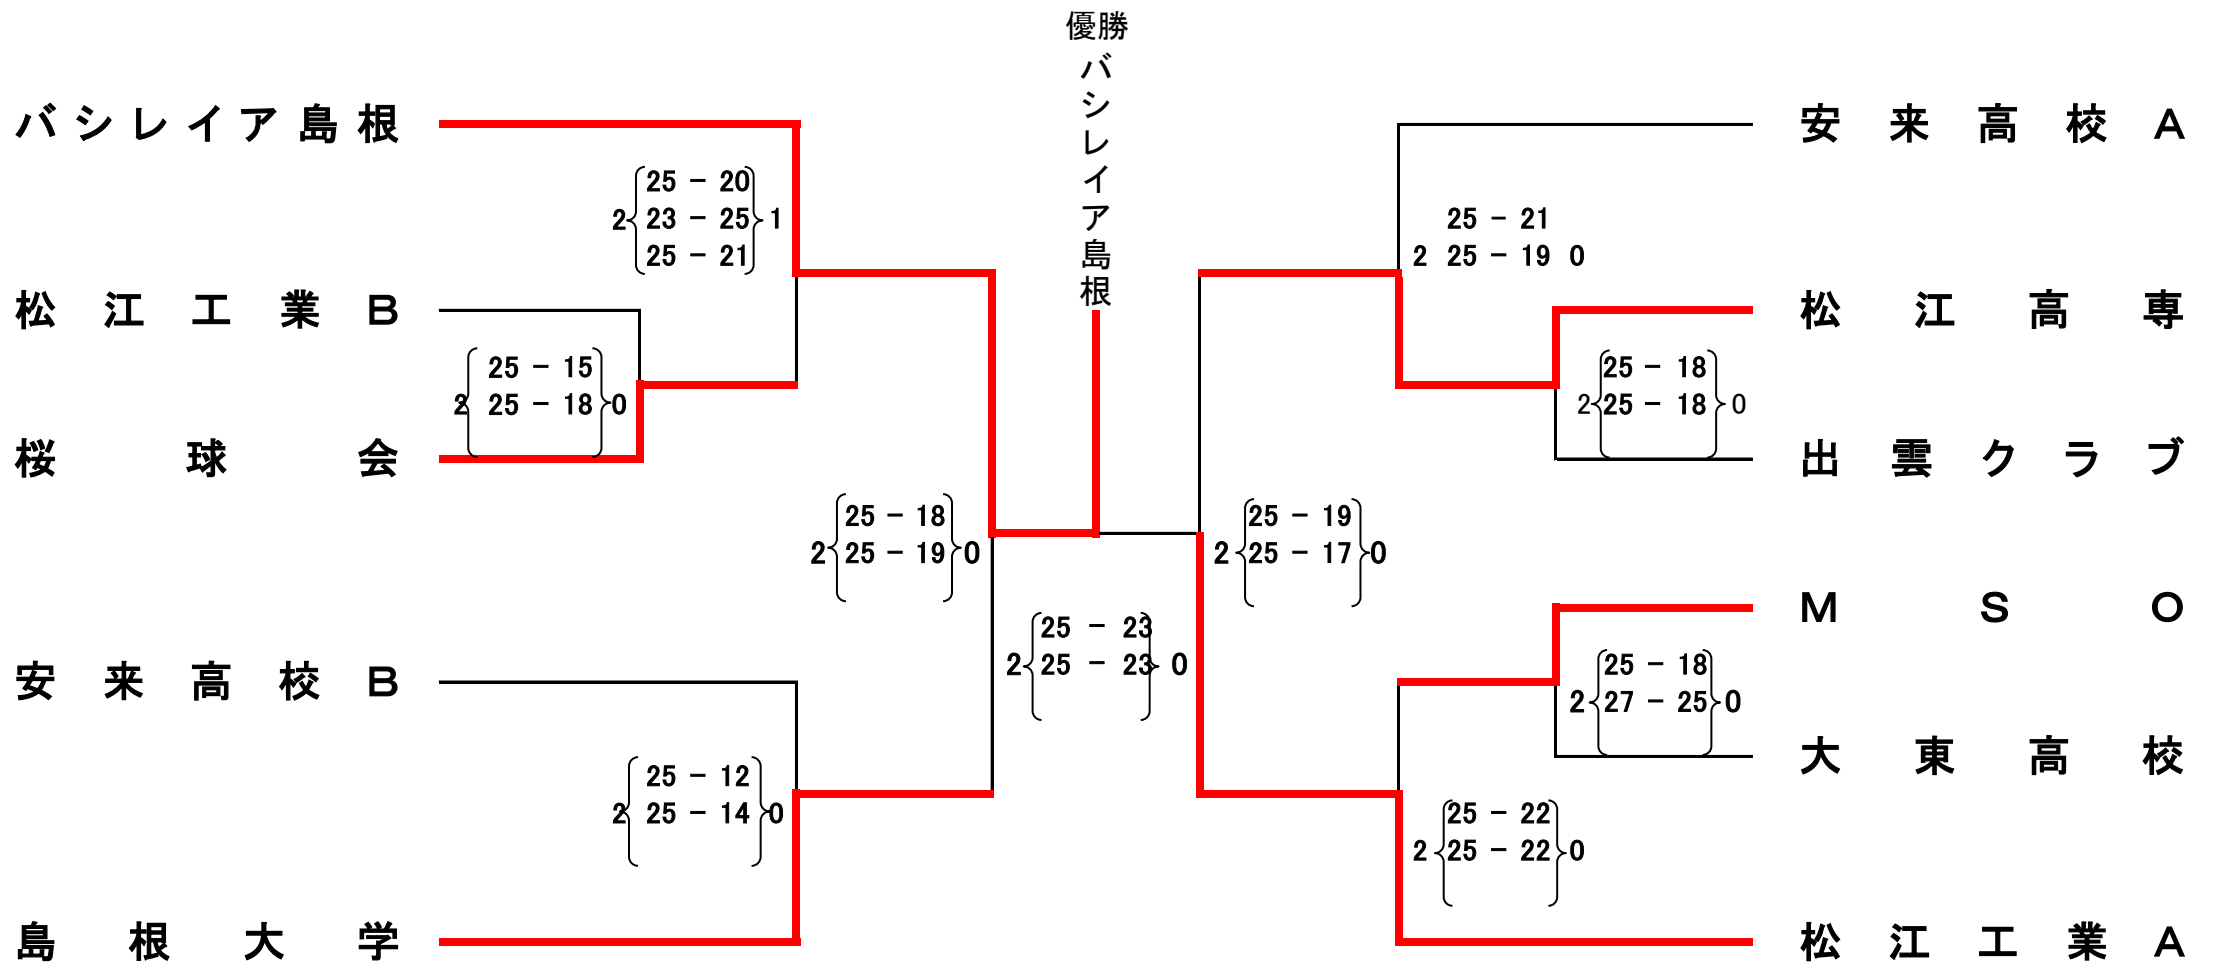 優勝
バシレイア島根
バシレイア島根
25 － 20
2 23 － 25 1
25 － 21
松江工業B
25 － 15
2 25 － 18 0
桜球会
25 － 18
2 25 － 19 0
安来高校B
25 － 12
2 25 － 14 0
島根大学
25 － 23
2 25 － 23 0
安来高校A
25 － 21
2 25 － 19 0
松江高専
25 － 18
2 25 － 18 0
出雲クラブ
25 － 19
2 25 － 17 0
MSO
25 － 18
2 27 － 25 0
大東高校
25 － 22
2 25 － 22 0
松江工業A